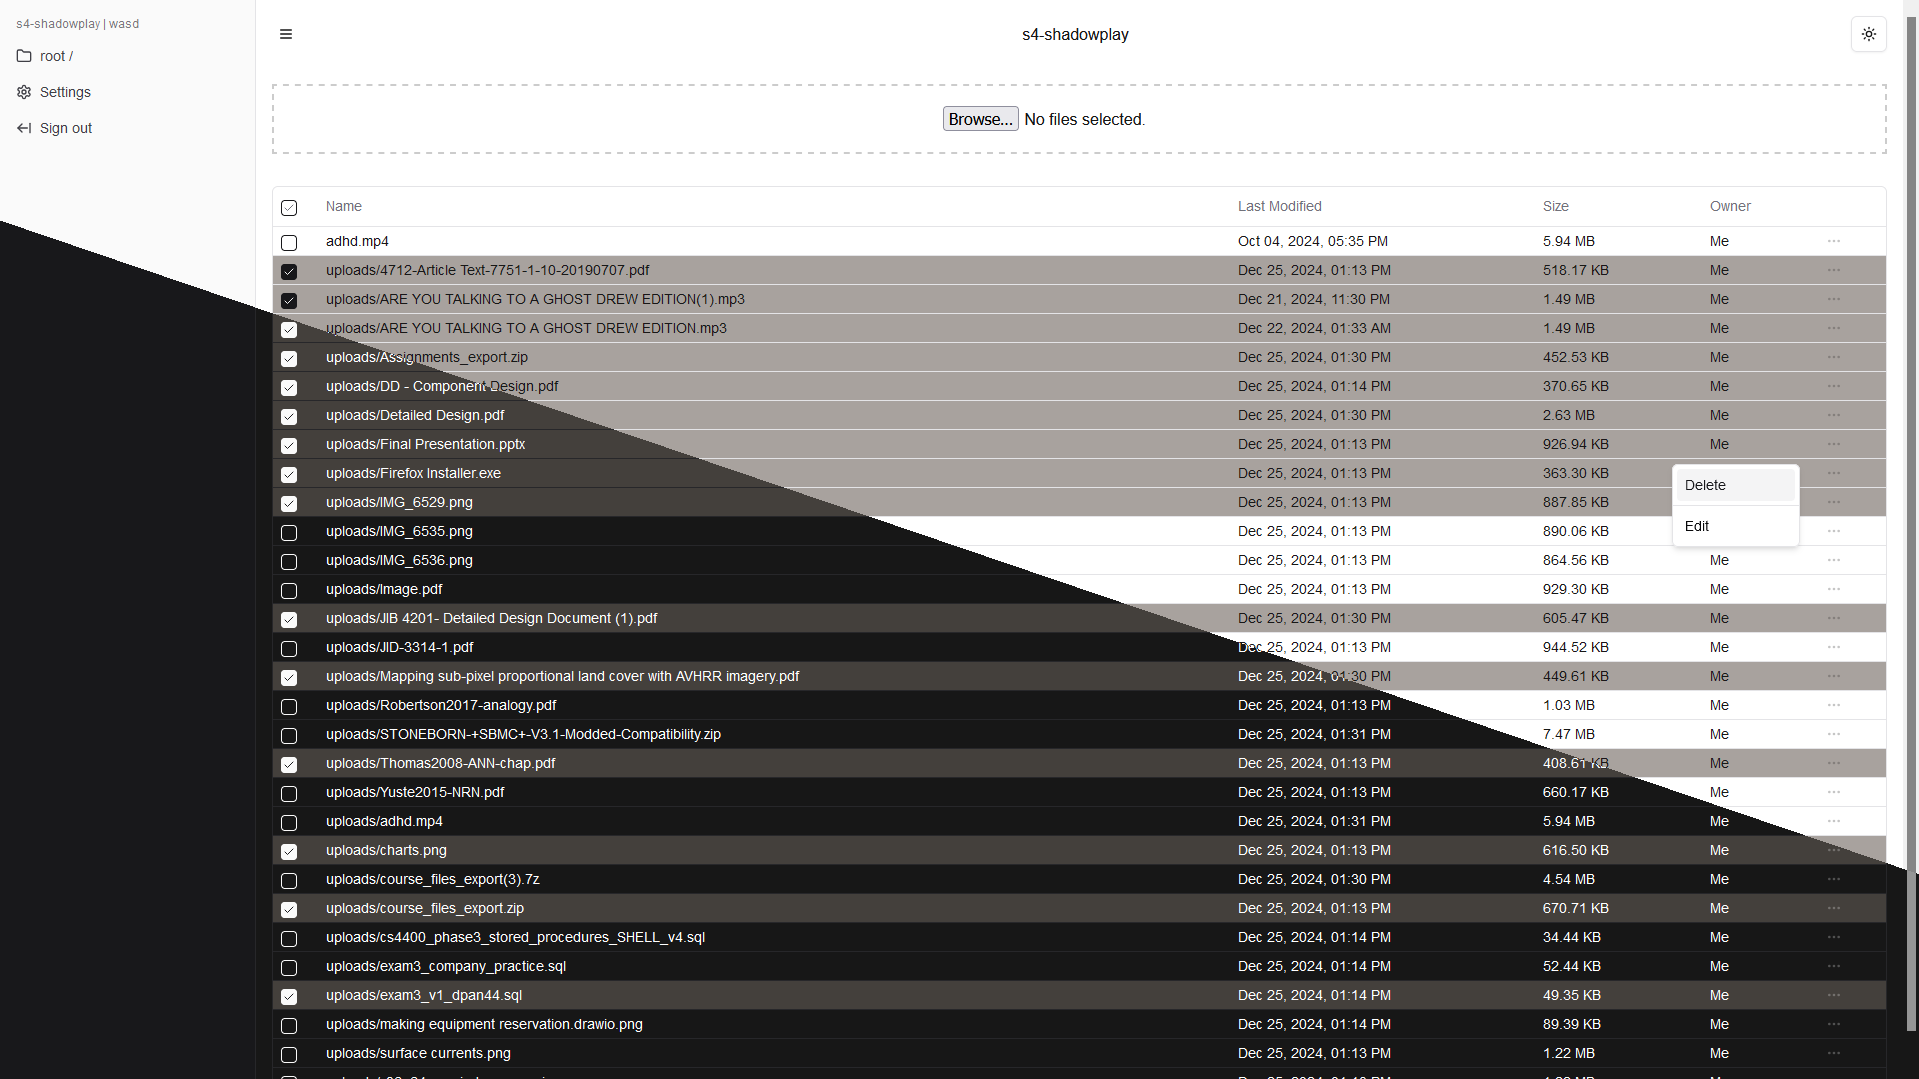 s4-shadowplay | wasd
root /
Settings
Sign out
s4-shadowplay
Browse... No files selected.
Name Last Modified Size Owner
adhd.mp4 Oct 04, 2024, 05:35 PM 5.94 MB Me
uploads/4712-Article Text-7751-1-10-20190707.pdf Dec 25, 2024, 01:13 PM 518.17 KB Me
uploads/ARE YOU TALKING TO A GHOST DREW EDITION(1).mp3 Dec 21, 2024, 11:30 PM 1.49 MB Me
uploads/ARE YOU TALKING TO A GHOST DREW EDITION.mp3 Dec 22, 2024, 01:33 AM 1.49 MB Me
uploads/Assignments_export.zip Dec 25, 2024, 01:30 PM 452.53 KB Me
uploads/DD - Component Design.pdf Dec 25, 2024, 01:14 PM 370.65 KB Me
uploads/Detailed Design.pdf Dec 25, 2024, 01:30 PM 2.63 MB Me
uploads/Final Presentation.pptx Dec 25, 2024, 01:13 PM 926.94 KB Me
uploads/Firefox Installer.exe Dec 25, 2024, 01:13 PM 363.30 KB
Delete
uploads/IMG_6529.png Dec 25, 2024, 01:13 PM 887.85 KB
Edit
uploads/IMG_6535.png Dec 25, 2024, 01:13 PM 890.06 KB
uploads/IMG_6536.png Dec 25, 2024, 01:13 PM 864.56 KB Me
uploads/Image.pdf Dec 25, 2024, 01:13 PM 929.30 KB Me
uploads/JIB 4201- Detailed Design Document (1).pdf Dec 25, 2024, 01:30 PM 605.47 KB Me
uploads/JID-3314-1.pdf Dec 25, 2024, 01:13 PM 944.52 KB Me
uploads/Mapping sub-pixel proportional land cover with AVHRR imagery.pdf Dec 25, 2024, 01:30 PM 449.61 KB Me
uploads/Robertson2017-analogy.pdf Dec 25, 2024, 01:13 PM 1.03 MB Me
uploads/STONEBORN-+SBMC+-V3.1-Modded-Compatibility.zip Dec 25, 2024, 01:31 PM 7.47 MB Me
uploads/Thomas2008-ANN-chap.pdf Dec 25, 2024, 01:13 PM 408.61 KB Me
uploads/Yuste2015-NRN.pdf Dec 25, 2024, 01:13 PM 660.17 KB Me
uploads/adhd.mp4 Dec 25, 2024, 01:31 PM 5.94 MB Me
uploads/charts.png Dec 25, 2024, 01:13 PM 616.50 KB Me
uploads/course_files_export(3).7z Dec 25, 2024, 01:30 PM 4.54 MB Me
uploads/course_files_export.zip Dec 25, 2024, 01:13 PM 670.71 KB Me
uploads/cs4400_phase3_stored_procedures_SHELL_v4.sql Dec 25, 2024, 01:14 PM 34.44 KB Me
uploads/exam3_company_practice.sql Dec 25, 2024, 01:14 PM 52.44 KB Me
uploads/exam3_v1_dpan44.sql Dec 25, 2024, 01:14 PM 49.35 KB Me
uploads/making equipment reservation.drawio.png Dec 25, 2024, 01:14 PM 89.39 KB Me
uploads/surface currents.png Dec 25, 2024, 01:13 PM 1.22 MB Me